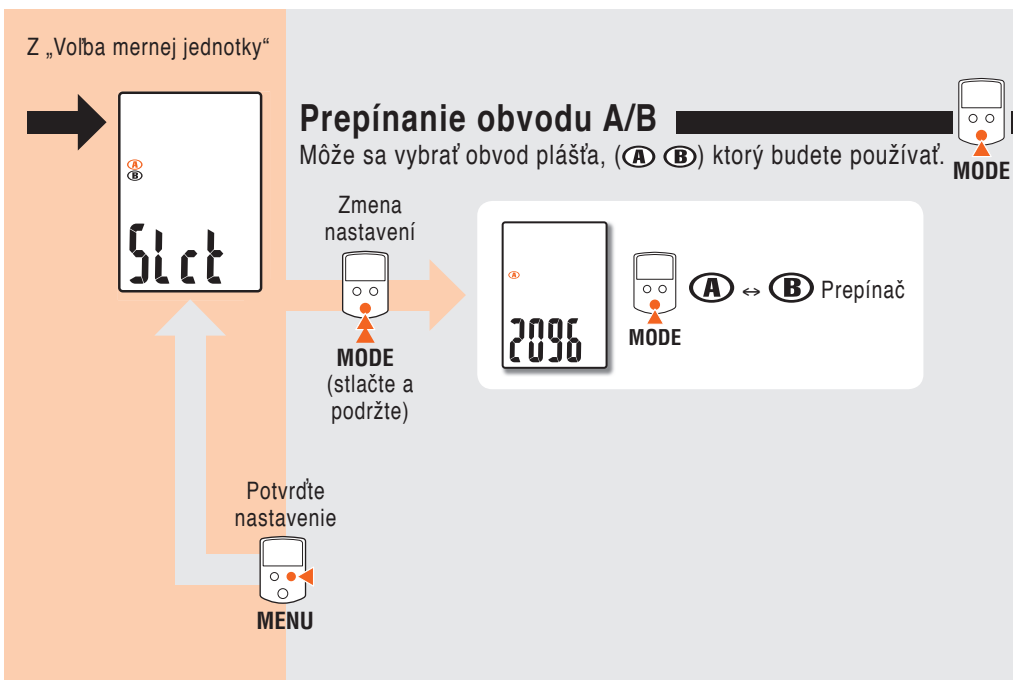 Z „Voľba mernej jednotky“
A
B
Slct
Prepínanie obvodu A/B
Môže sa vybrať obvod plášťa, (A B) ktorý budete používať.
MODE
Zmena
nastavení
MODE
(stlačte a
podržte)
A
2096
MODE
A ↔ B Prepínač
Potvrďte
nastavenie
MENU